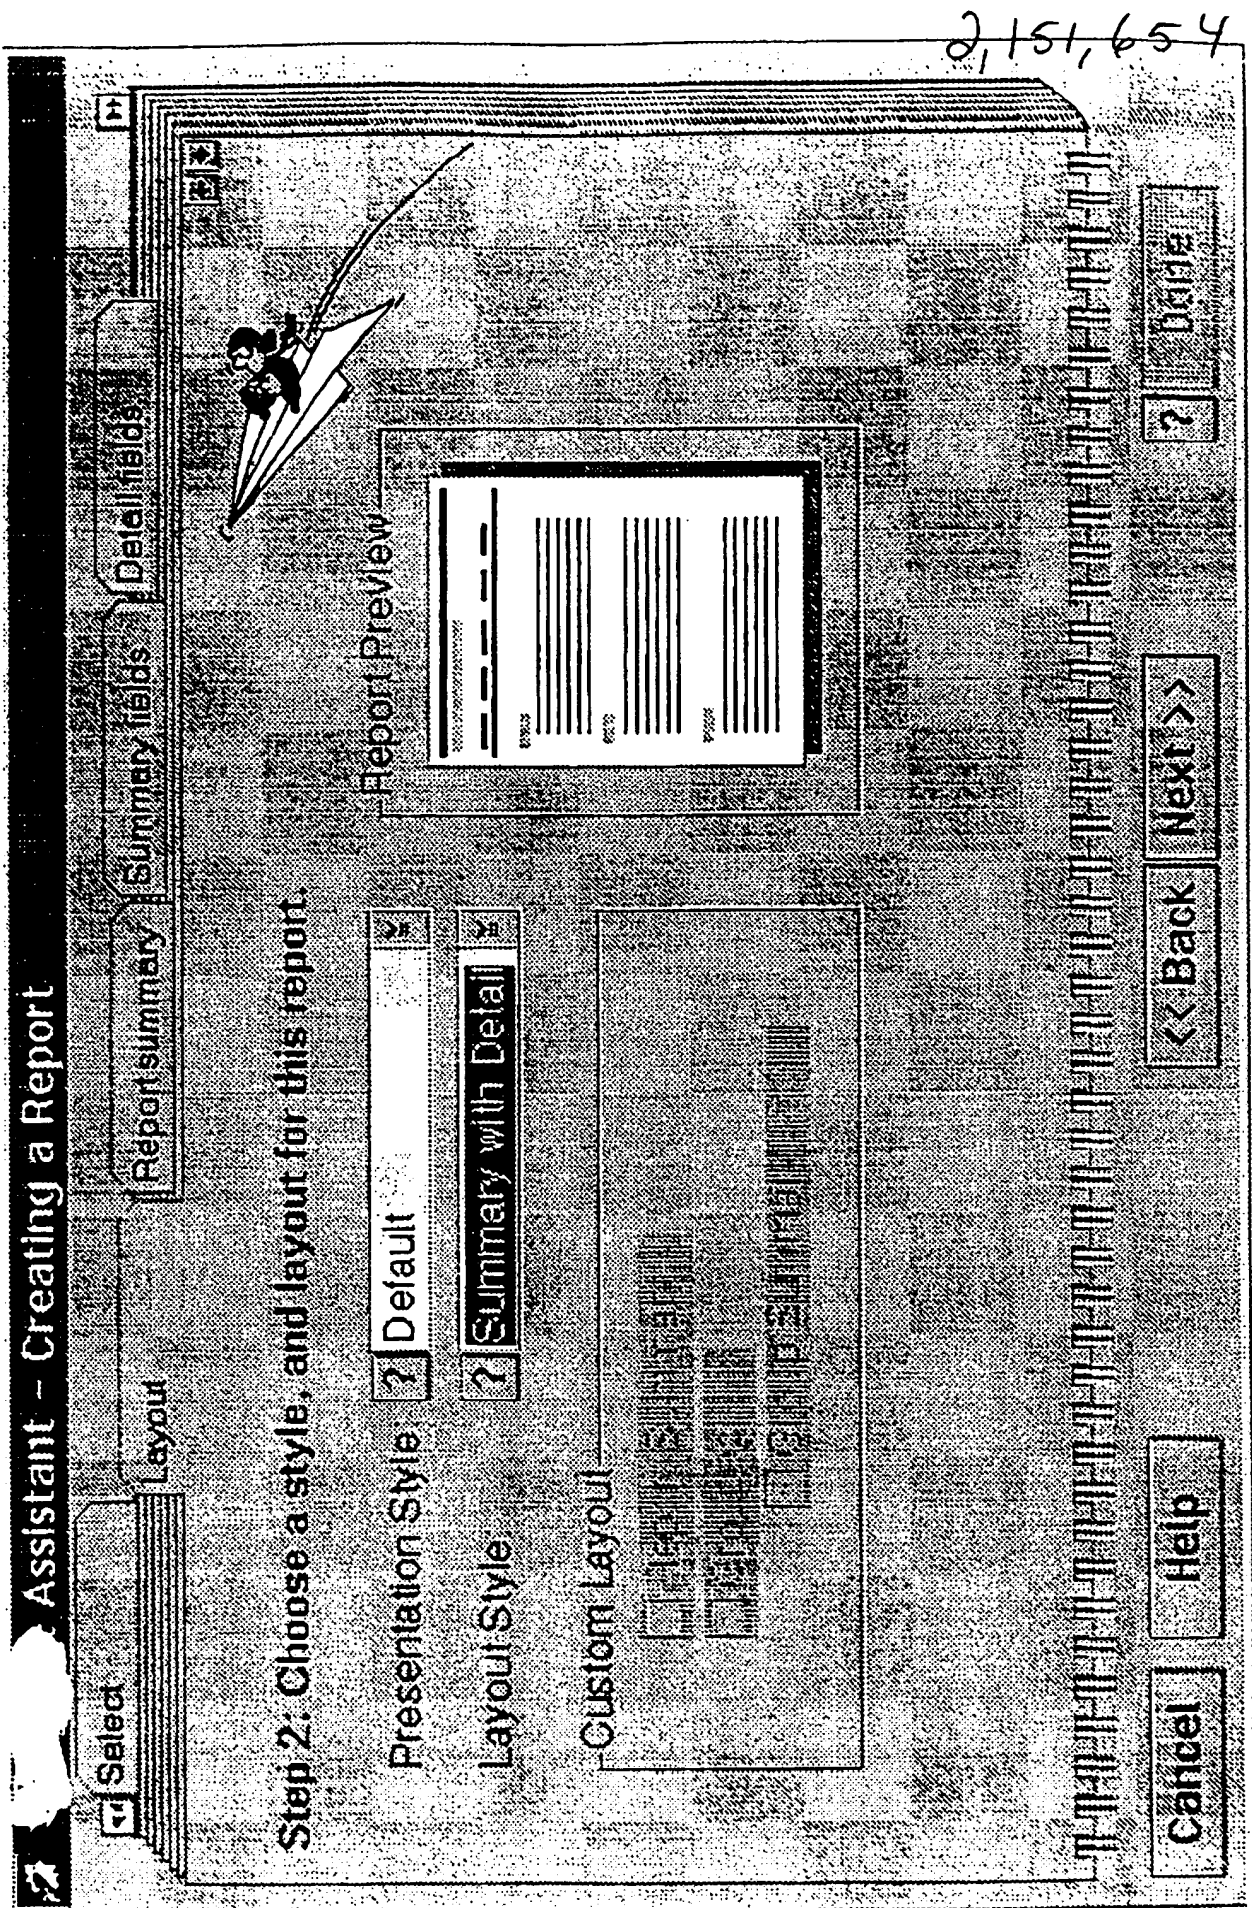 2,151,654
Assistant – Creating a Report
Select
Layout
Report summary
Summary fields
Detail fields
Step 2: Choose a style, and layout for this report.
Presentation Style: ? Default
Layout Style: ? Summary with Detail
Custom Layout
Report Preview
Cancel
Help
<<Back
Next>>
?
Done